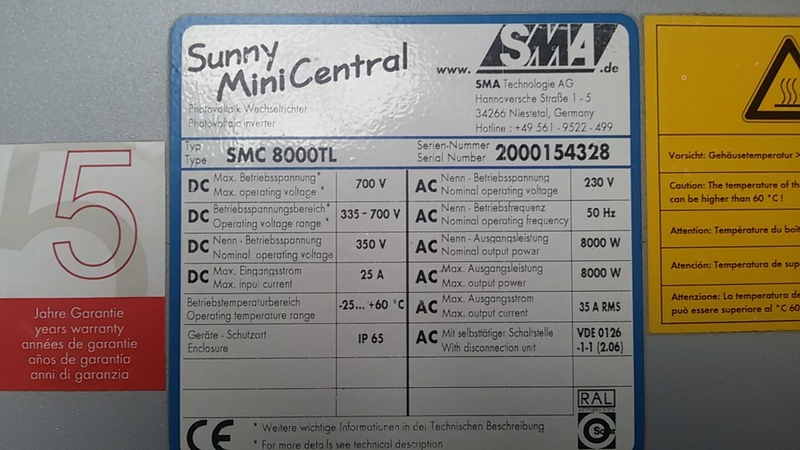 Sunny
MiniCentral
Photovoltaik Wechselrichter
Photovoltaic inverter
www. SMA .de
SMA Technologie AG
Hannoversche Straße 1 - 5
34266 Niestetal, Germany
Hotline : +49 561 - 9522 - 499
Typ
Type SMC 8000TL
Serien-Nummer
Serial Number 2000154328
DC Max. Betriebsspannung *
Max. operating voltage * 700 V
DC Betriebsspannungsbereich *
Operating voltage range * 335 - 700 V
DC Nenn - Betriebsspannung
Nominal operating voltage 350 V
DC Max. Eingangsstrom
Max. input current 25 A
Betriebstemperaturbereich
Operating temperature range -25... +60 °C
Geräte - Schutzart
Enclosure IP 65
AC Nenn - Betriebsspannung
Nominal operating voltage 230 V
AC Nenn - Betriebsfrequenz
Nominal operating frequency 50 Hz
AC Nenn - Ausgangsleistung
Nominal output power 8000 W
AC Max. Ausgangsleistung
Max. output power 8000 W
AC Max. Ausgangsstrom
Max. output current 35 A RMS
AC Mit selbsttätiger Schaltstelle
With disconnection unit VDE 0126
-1-1 (2.06)
CE
* Weitere wichtige Informationen in der Technischen Beschreibung
* For more details see technical description
RAL
Solar
5
Jahre Garantie
years warranty
années de garantie
años de garantía
anni di garanzia
Vorsicht: Gehäusetemperatur >
Caution: The temperature of the
can be higher than 60 °C !
Attention: Température du boît
Atención: Temperatura de sup
Attenzione: La temperatura de
può essere superiore al °C 60